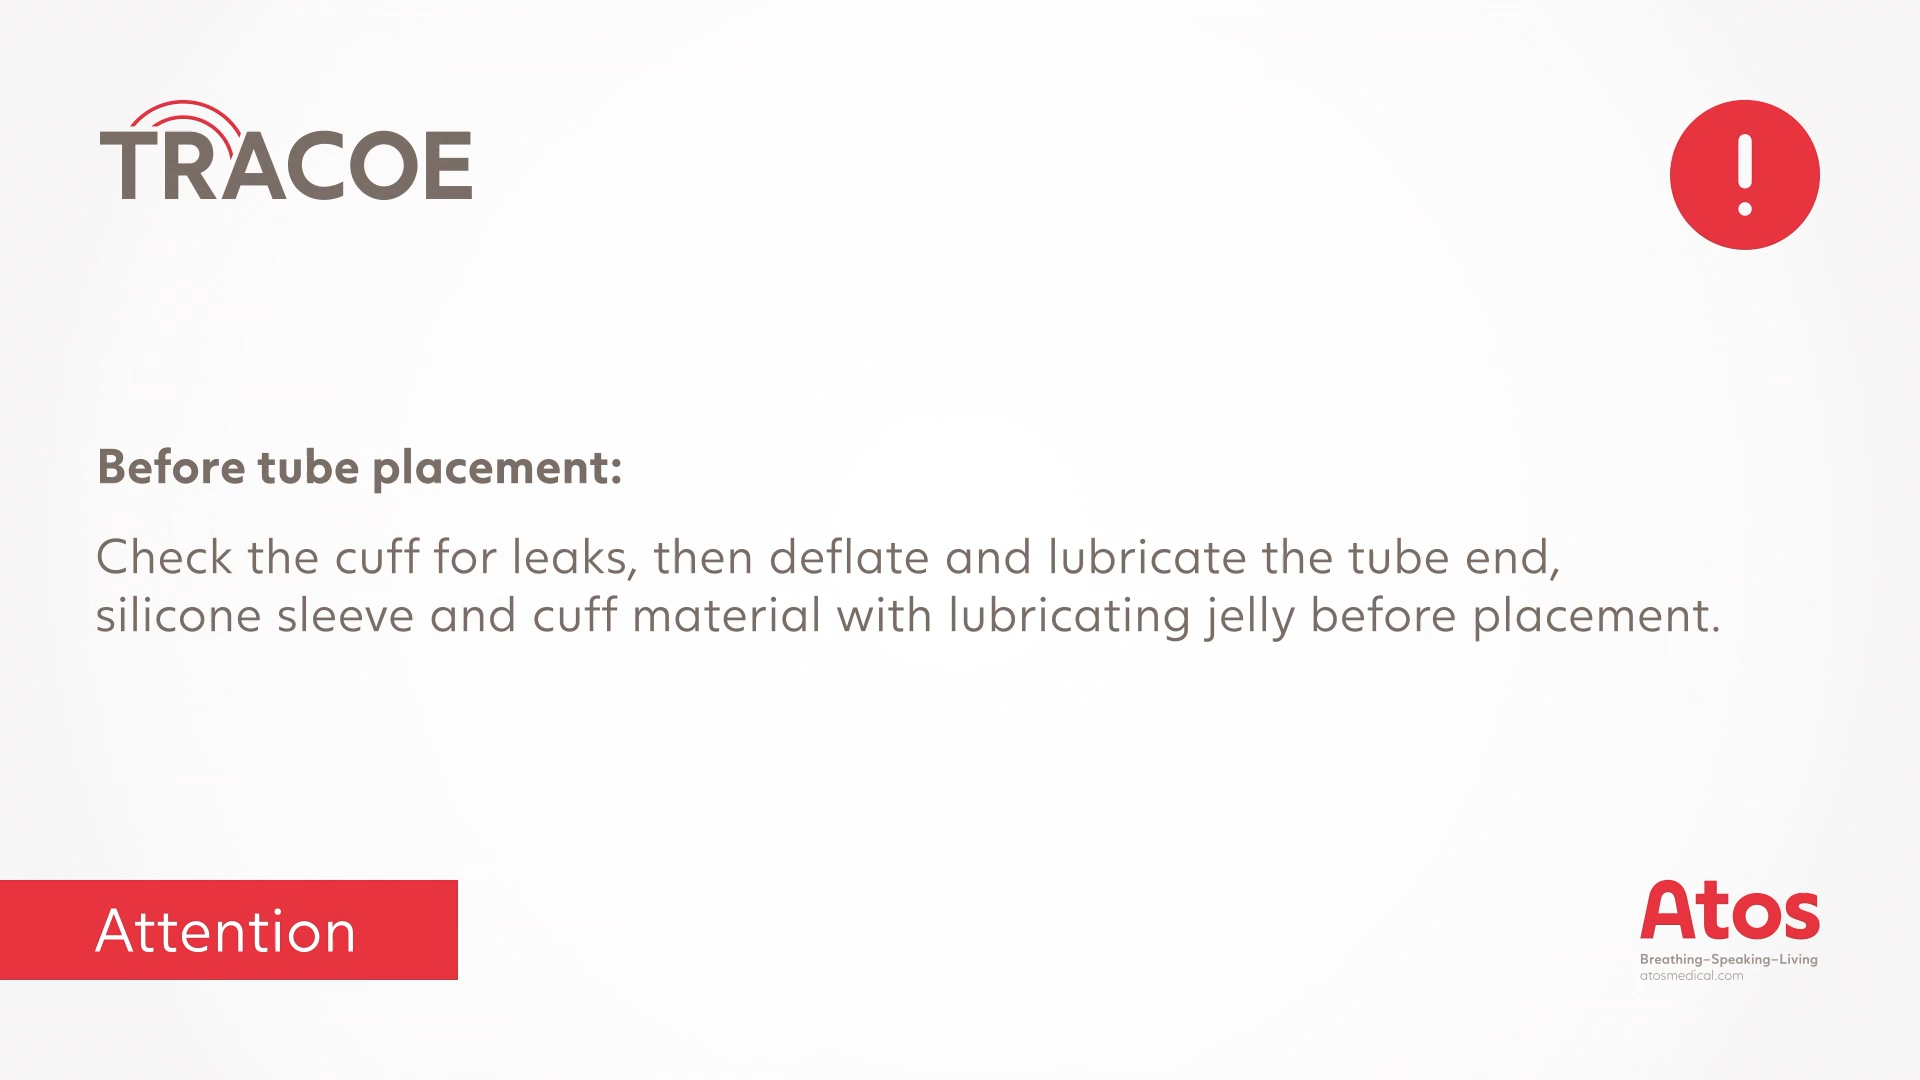 TRACOE
!
Before tube placement:
Check the cuff for leaks, then deflate and lubricate the tube end,
silicone sleeve and cuff material with lubricating jelly before placement.
Attention
Atos
Breathing–Speaking–Living
atosmedical.com